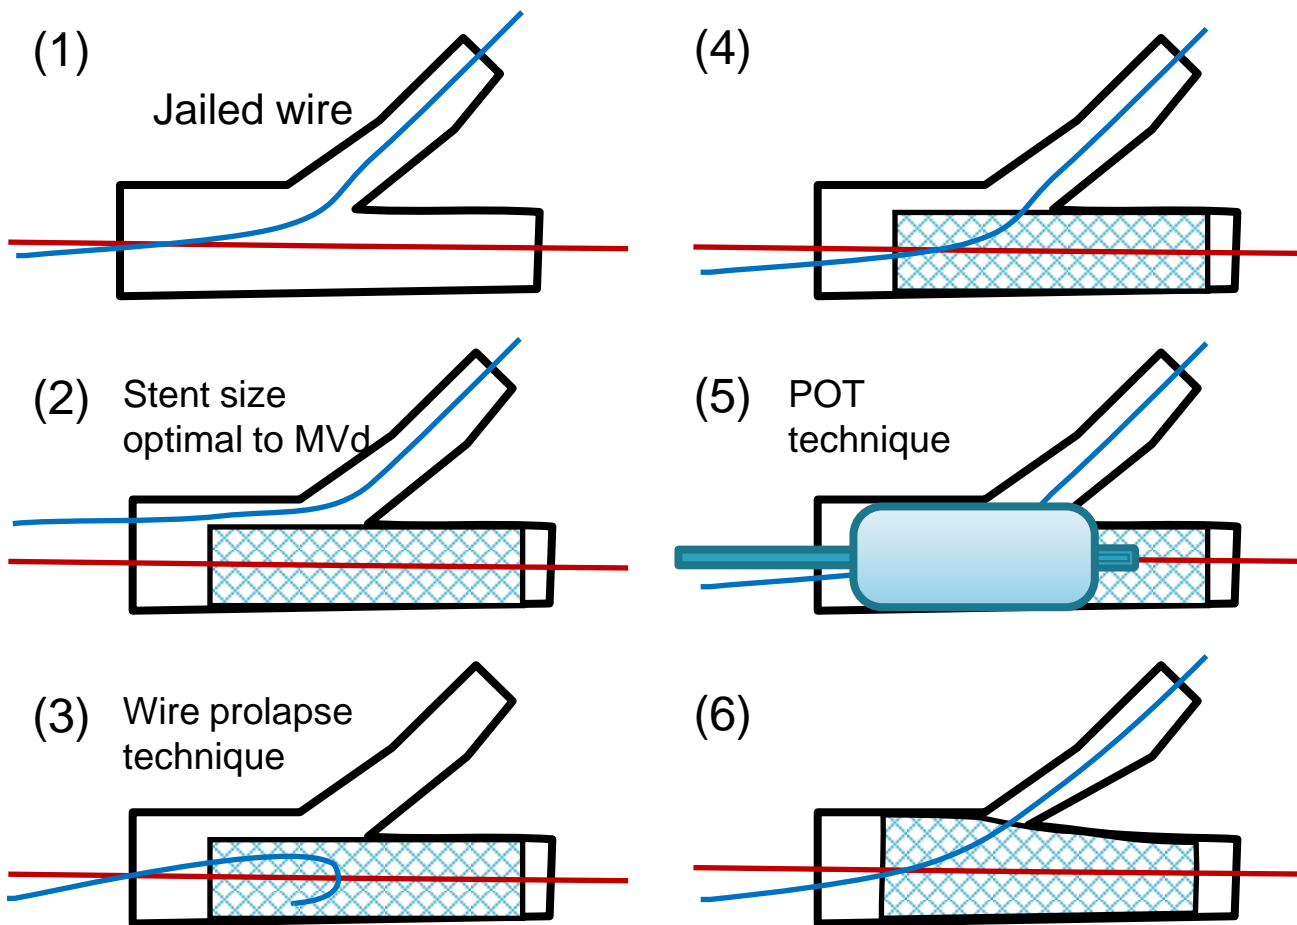 (1)
Jailed wire
(2)
Stent size
optimal to MVd
(3)
Wire prolapse
technique
(4)
(5)
POT
technique
(6)